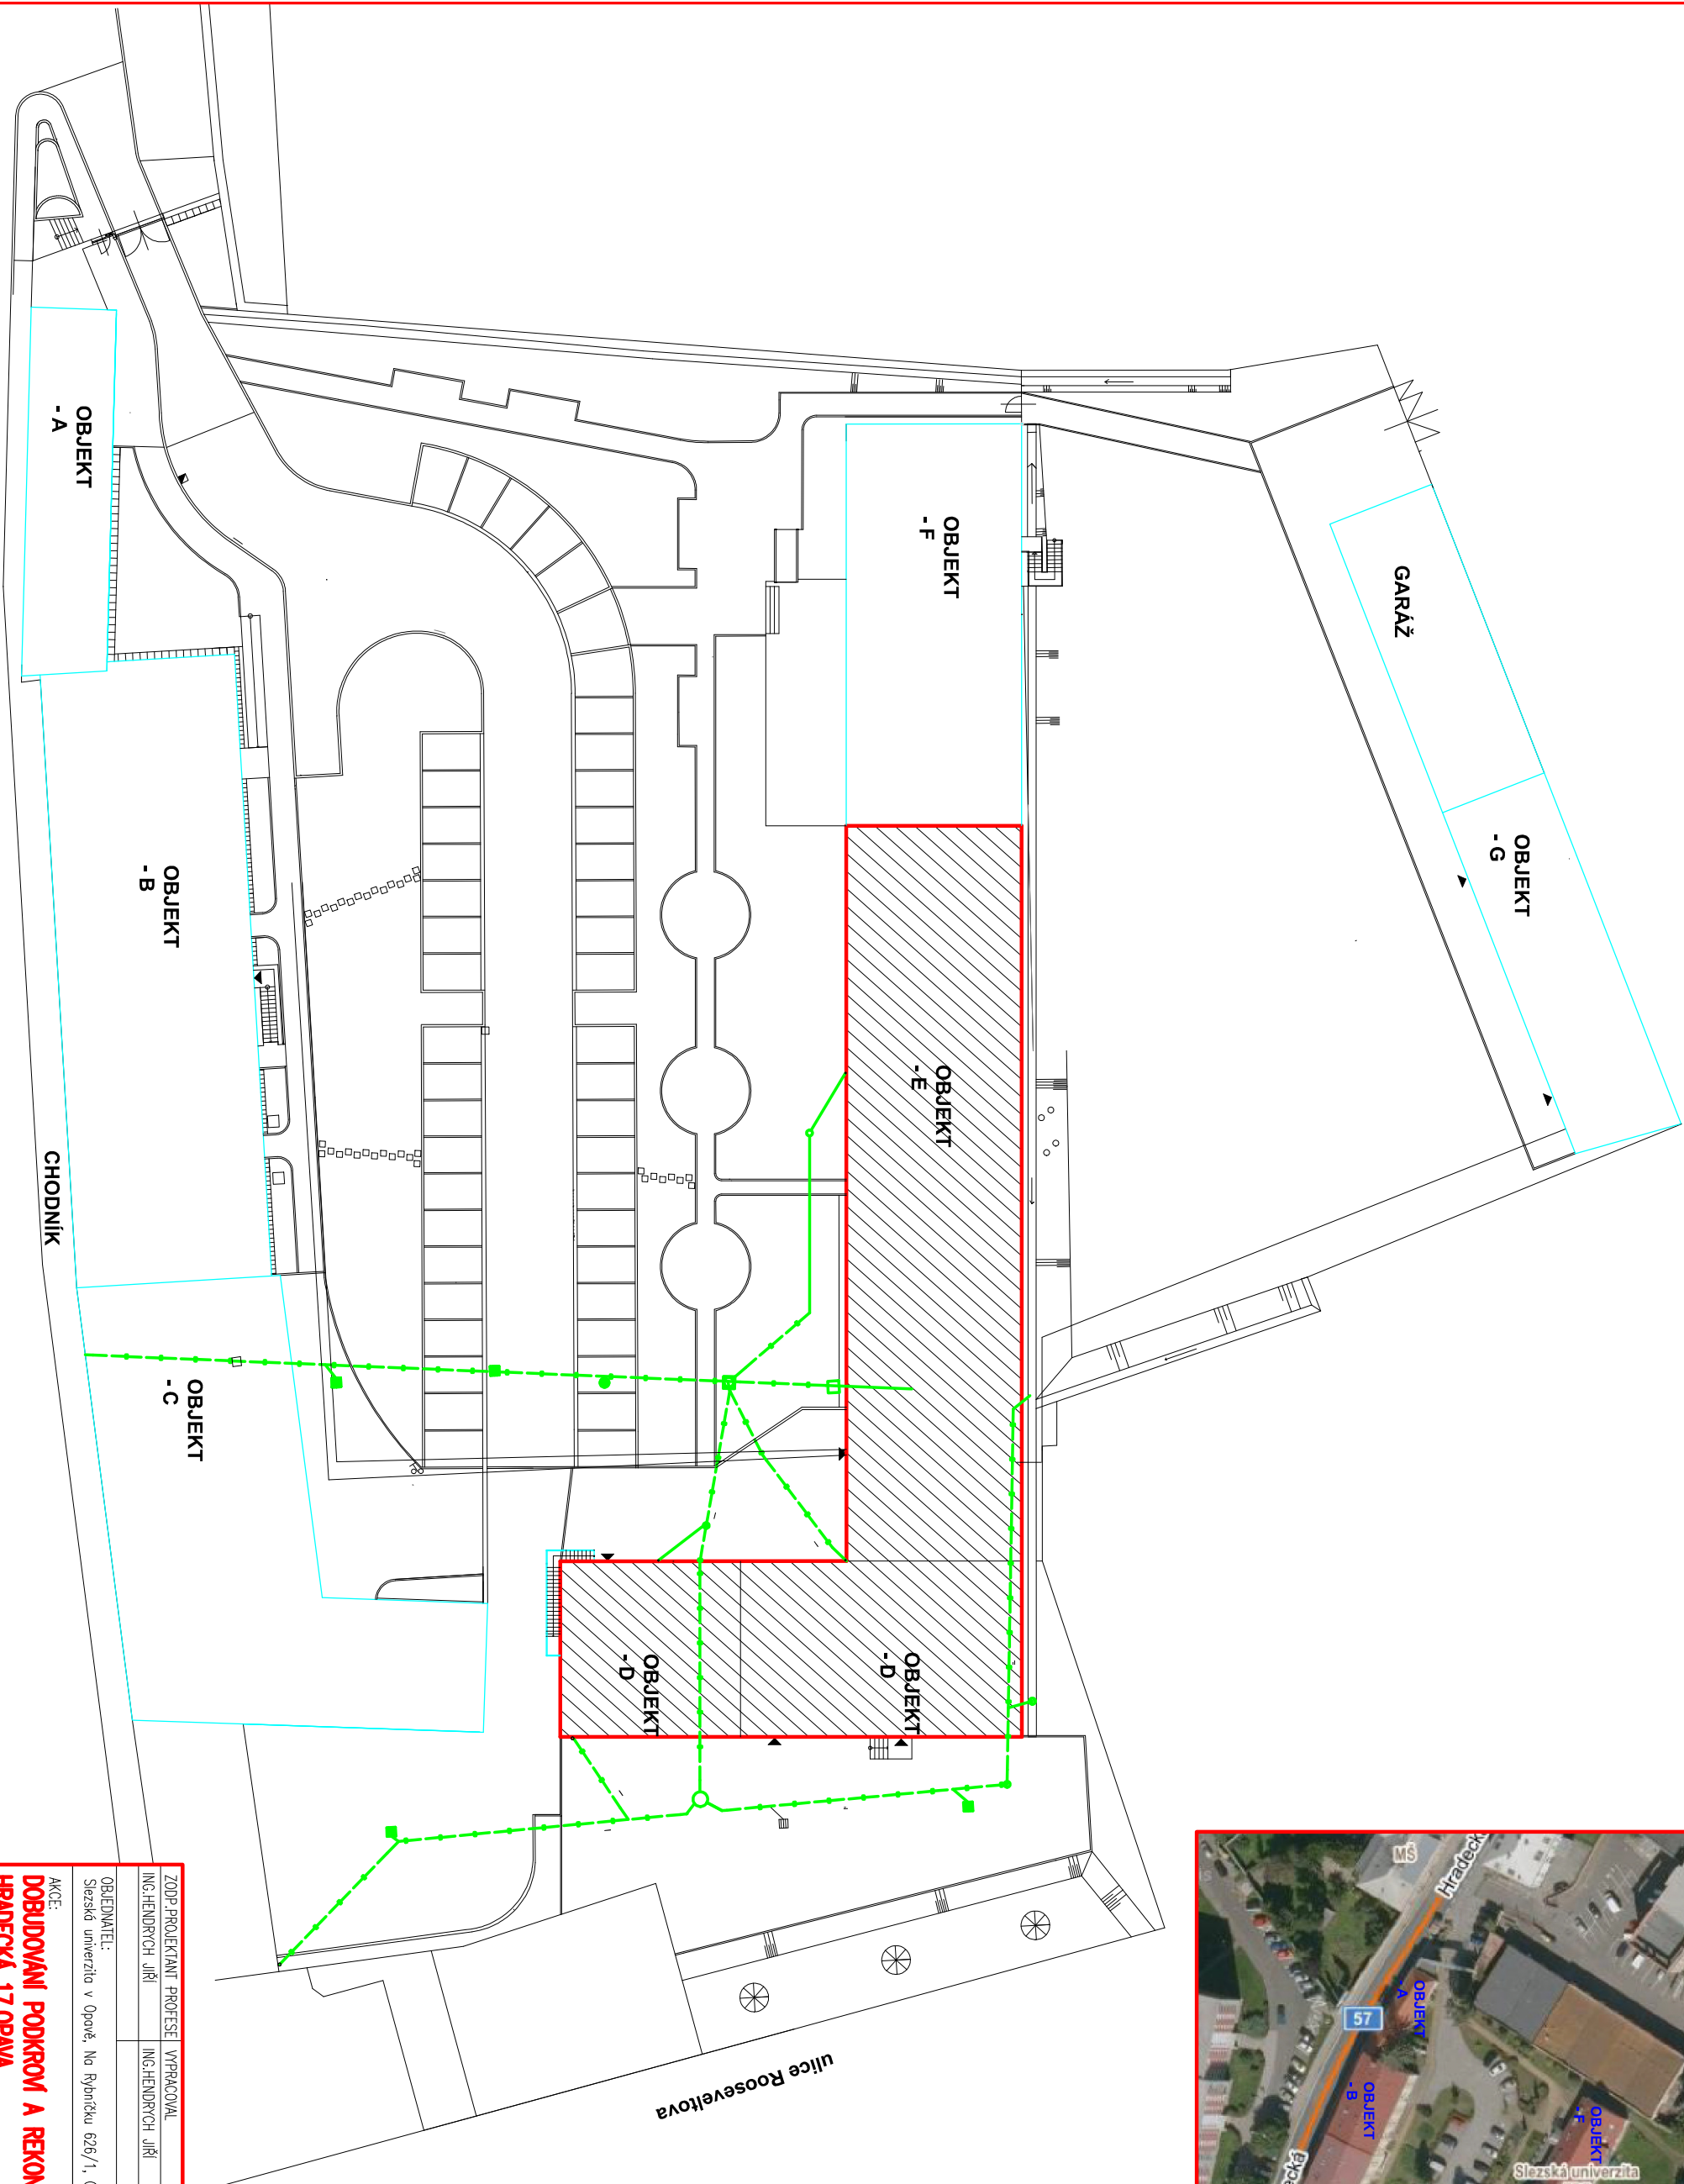 OBJEKT
- A
OBJEKT
- F
GARÁŽ
OBJEKT
- G
OBJEKT
- B
OBJEKT
- E
CHODNÍK
OBJEKT
- C
OBJEKT
- D
OBJEKT
- D
ulice Rooseveltova
MŠ
Hradeck
57
OBJEKT
- A
OBJEKT
- B
OBJEKT
- F
Slezská univerzita
ecká
ZODP.PROJEKTANT PROFESE
VYPRACOVAL
ING.HENDRYCH JIŘÍ
ING.HENDRYCH JIŘÍ
OBJEDNATEL:
Slezská univerzita v Opavě, Na Rybníčku 626/1,
AKCE:
DOBUDOVÁNÍ PODKROVÍ A REKON
HRADECKÁ 17,OPAVA